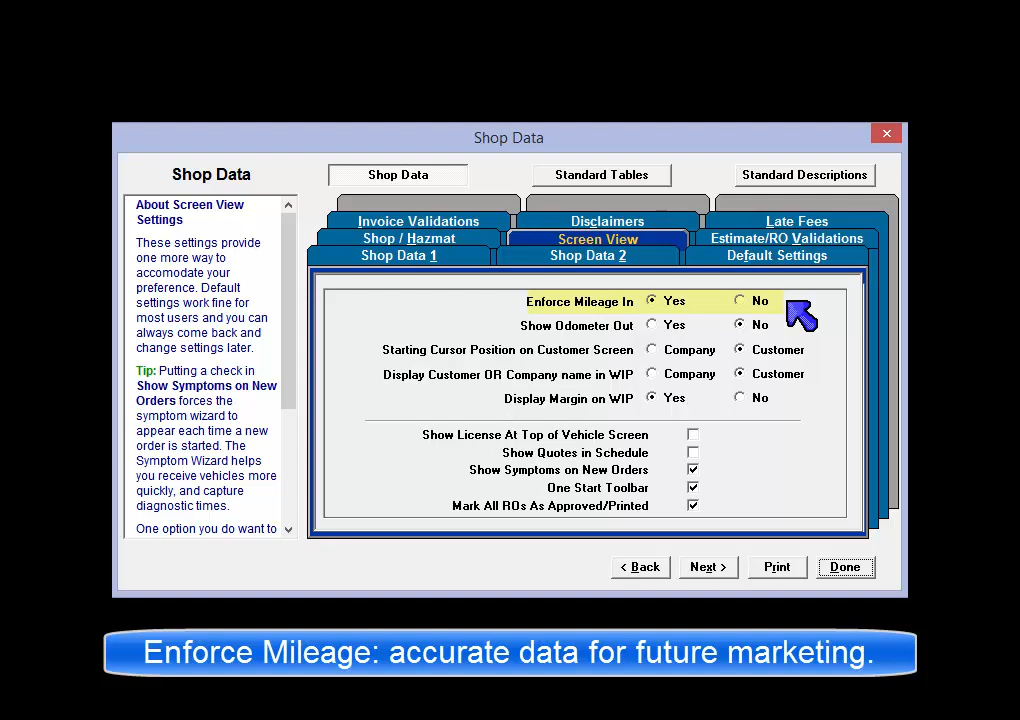 Shop Data
Shop Data
Shop Data
Standard Tables
Standard Descriptions
About Screen View
Settings
These settings provide
one more way to
accomodate your
preference. Default
settings work fine for
most users and you can
always come back and
change settings later.
Tip: Putting a check in
Show Symptoms on New
Orders forces the
symptom wizard to
appear each time a new
order is started. The
Symptom Wizard helps
you receive vehicles more
quickly, and capture
diagnostic times.
One option you do want to
Invoice Validations
Disclaimers
Late Fees
Shop / Hazmat
Screen View
Estimate/RO Validations
Shop Data 1
Shop Data 2
Default Settings
Enforce Mileage In Yes No
Show Odometer Out Yes No
Starting Cursor Position on Customer Screen Company Customer
Display Customer OR Company name in WIP Company Customer
Display Margin on WIP Yes No
Show License At Top of Vehicle Screen
Show Quotes in Schedule
Show Symptoms on New Orders
One Start Toolbar
Mark All ROs As Approved/Printed
< Back
Next >
Print
Done
Enforce Mileage: accurate data for future marketing.